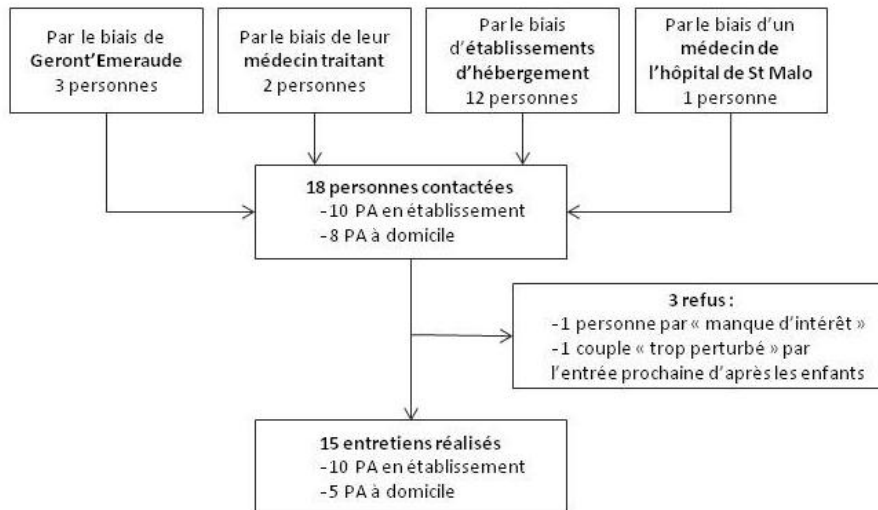 Par le biais de
Geront'Emeraude
3 personnes
Par le biais de leur
médecin traitant
2 personnes
Par le biais
d'établissements
d'hébergement
12 personnes
Par le biais d'un
médecin de
l'hôpital de St Malo
1 personne
18 personnes contactées
-10 PA en établissement
-8 PA à domicile
3 refus :
-1 personne par « manque d'intérêt »
-1 couple « trop perturbé » par
l'entrée prochaine d'après les enfants
15 entretiens réalisés
-10 PA en établissement
-5 PA à domicile